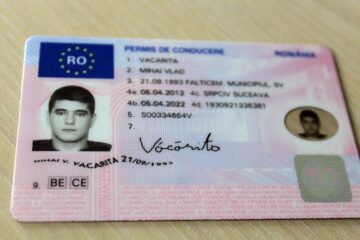 RO
PERMIS DE CONDUCERE ROMÂNIA
1. VACARITA
2. MIHAI VLAD
3. 21.09.1993 FALTICENI, MUNICIPUL SV
4a. 06.04.2012 4c. SRPCIV SUCEAVA
4b. 05.04.2022 4d. 1930921336381
5. S00334664V
7. Văcărița
MIHAI V. VACARITA 21/09/1993
9. BE CE